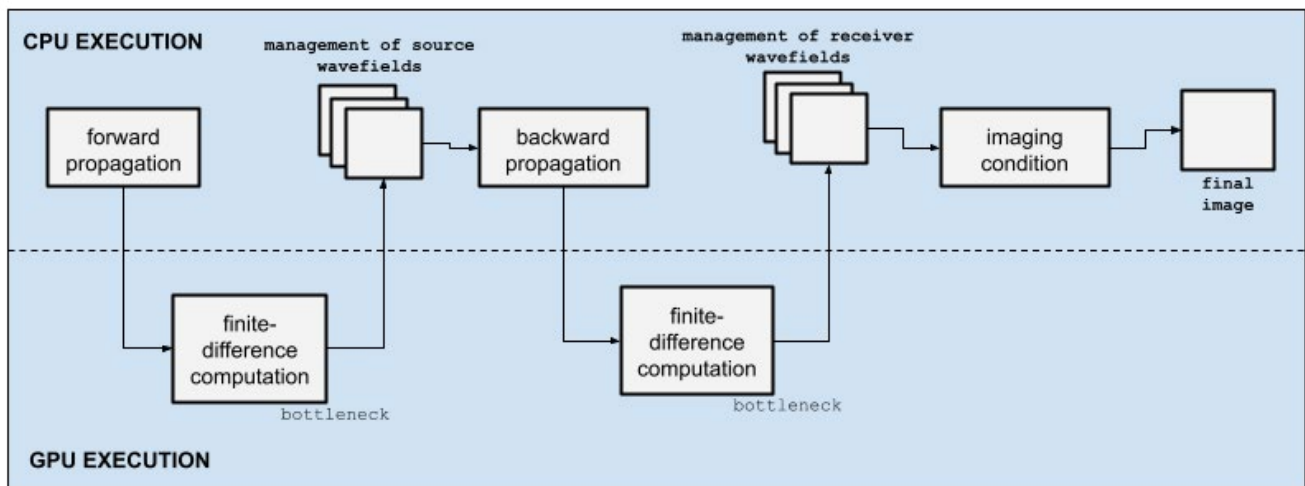 CPU EXECUTION
management of source
wavefields
management of receiver
wavefields
forward
propagation
backward
propagation
imaging
condition
final
image
finite-
difference
computation
bottleneck
finite-
difference
computation
bottleneck
GPU EXECUTION